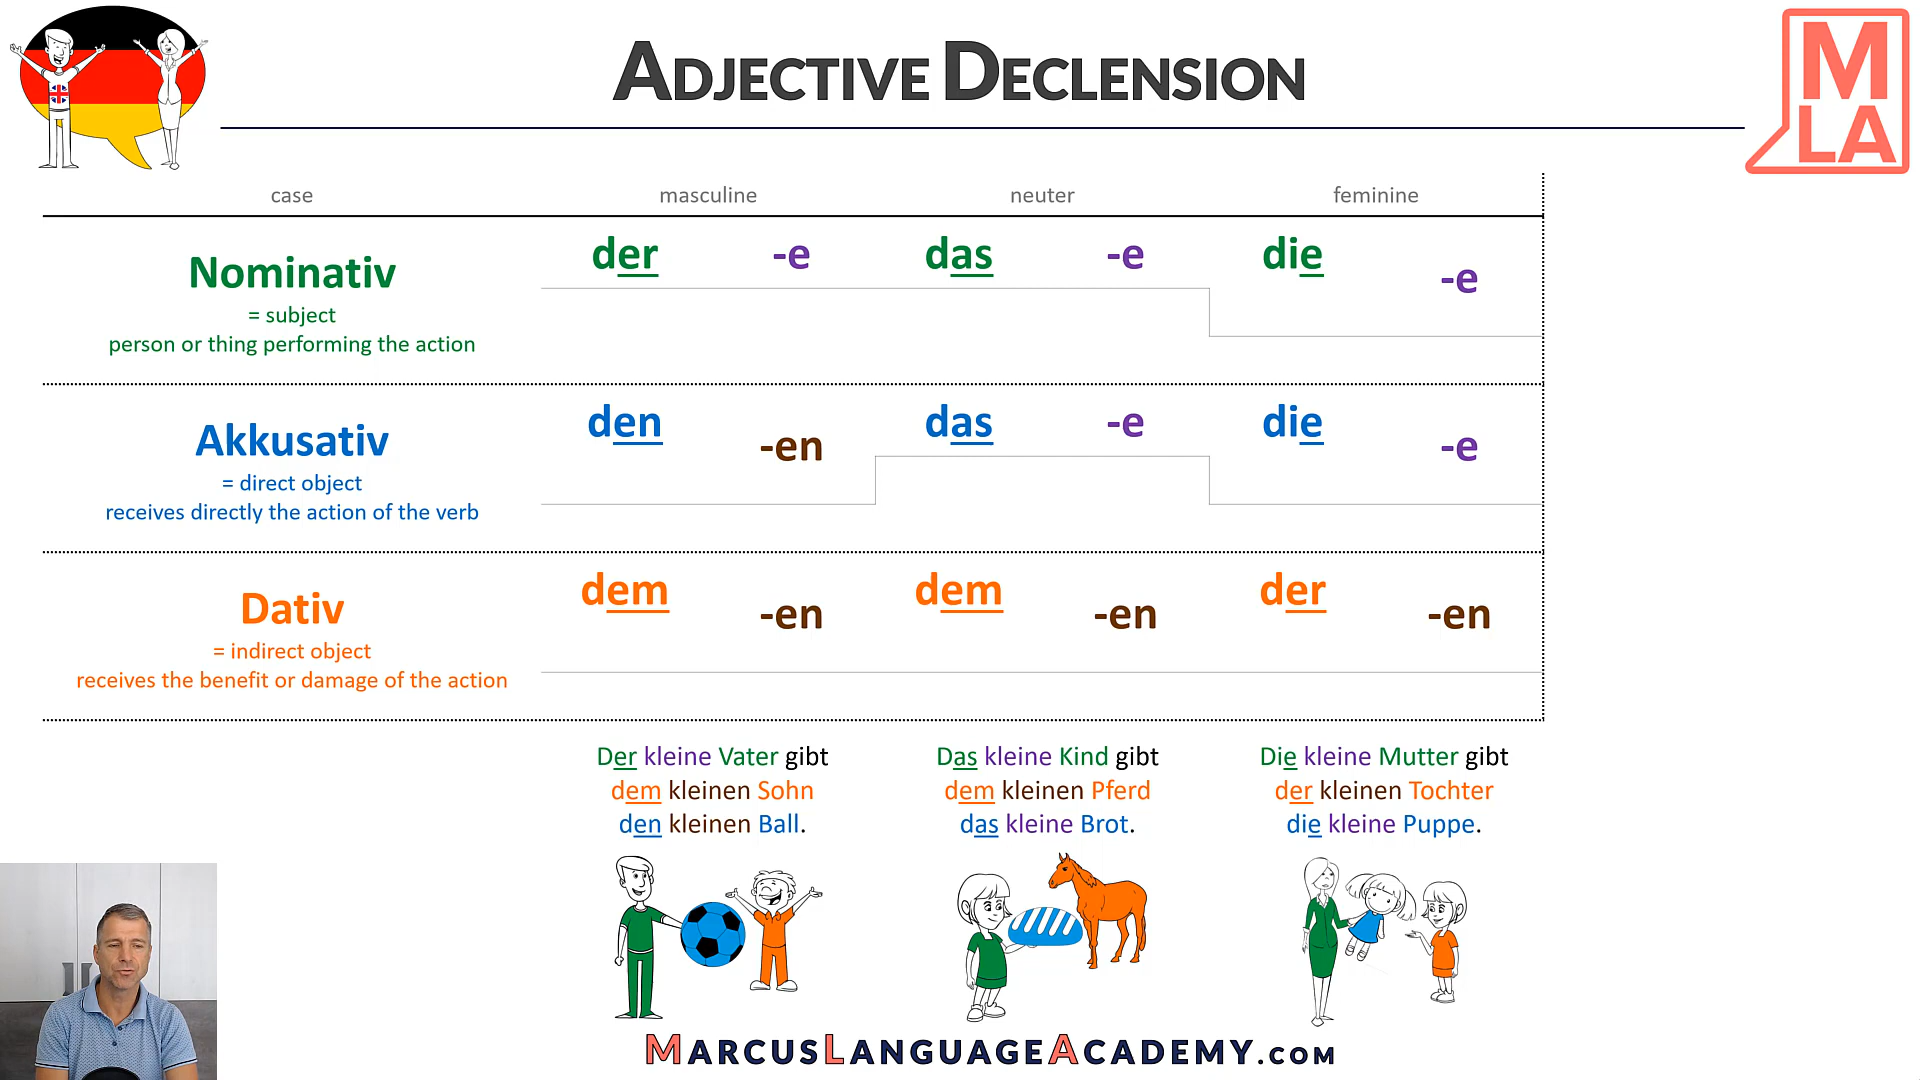 ADJECTIVE DECLENSION
M
LA
case masculine neuter feminine
Nominativ
= subject
person or thing performing the action
der -e das -e die -e
Akkusativ
= direct object
receives directly the action of the verb
den -en das -e die -e
Dativ
= indirect object
receives the benefit or damage of the action
dem -en dem -en der -en
Der kleine Vater gibt
dem kleinen Sohn
den kleinen Ball.
Das kleine Kind gibt
dem kleinen Pferd
das kleine Brot.
Die kleine Mutter gibt
der kleinen Tochter
die kleine Puppe.
MARCUSLANGUAGEACADEMY.COM